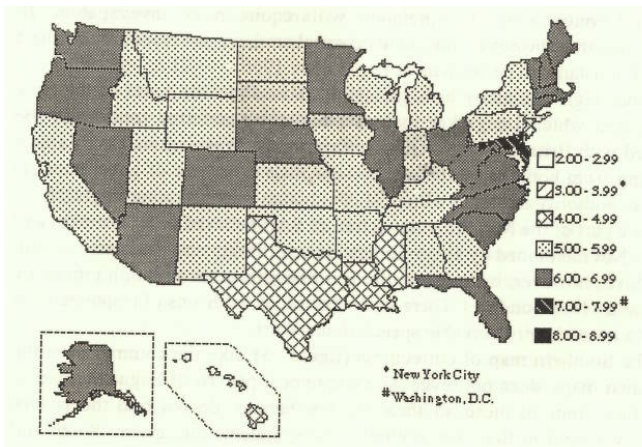 2.00 - 2.99
3.00 - 3.99*
4.00 - 4.99
5.00 - 5.99
6.00 - 6.99
7.00 - 7.99#
8.00 - 8.99
* New York City
# Washington, D.C.